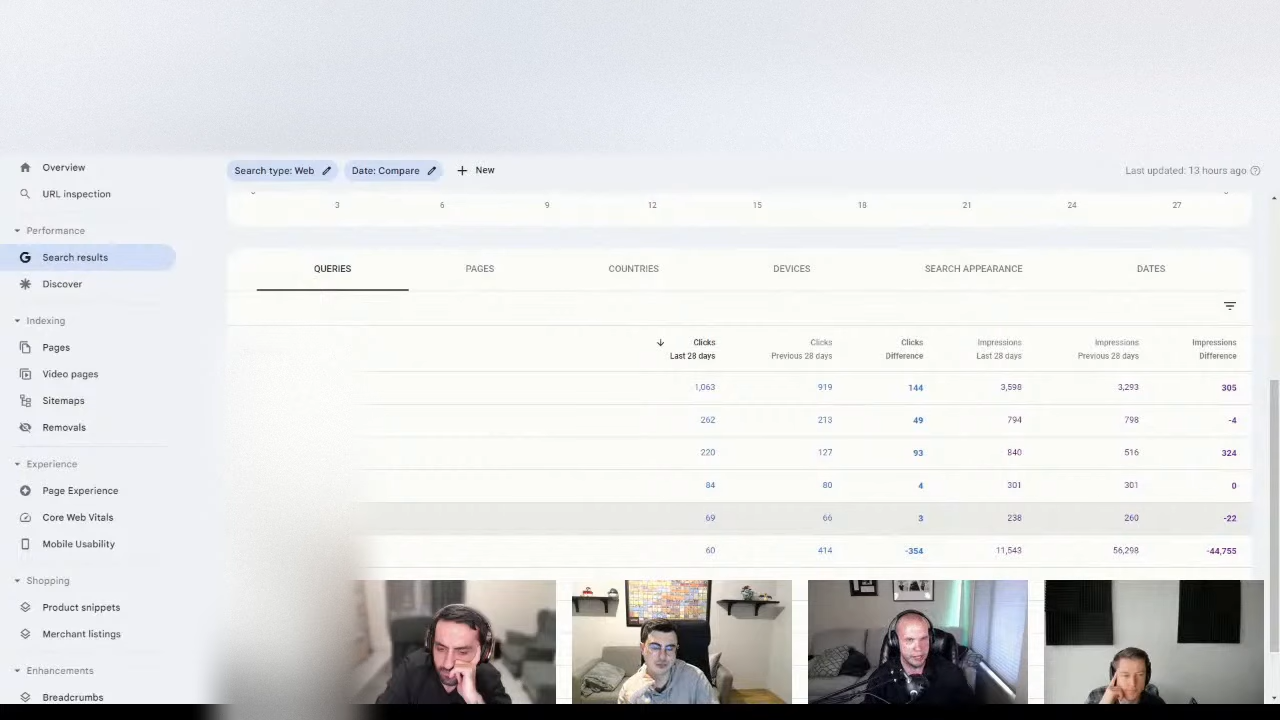 Overview
URL inspection
Performance
Search results
Discover
Indexing
Pages
Video pages
Sitemaps
Removals
Experience
Page Experience
Core Web Vitals
Mobile Usability
Shopping
Product snippets
Merchant listings
Enhancements
Breadcrumbs
Search type: Web Date: Compare + New Last updated: 13 hours ago
3 6 9 12 15 18 21 24 27
QUERIES PAGES COUNTRIES DEVICES SEARCH APPEARANCE DATES
Clicks Clicks Clicks Impressions Impressions Impressions
Last 28 days Previous 28 days Difference Last 28 days Previous 28 days Difference
1,063 919 144 3,598 3,293 305
262 213 49 794 798 -4
220 127 93 840 516 324
84 80 4 301 301 0
69 66 3 238 260 -22
60 414 -354 11,543 56,298 -44,755